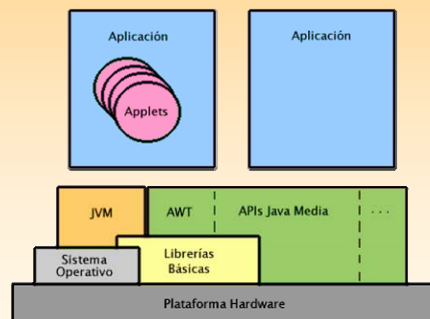 Aplicación
Applets
Aplicación
JVM
AWT
APIs Java Media
...
Sistema
Operativo
Librerías
Básicas
Plataforma Hardware